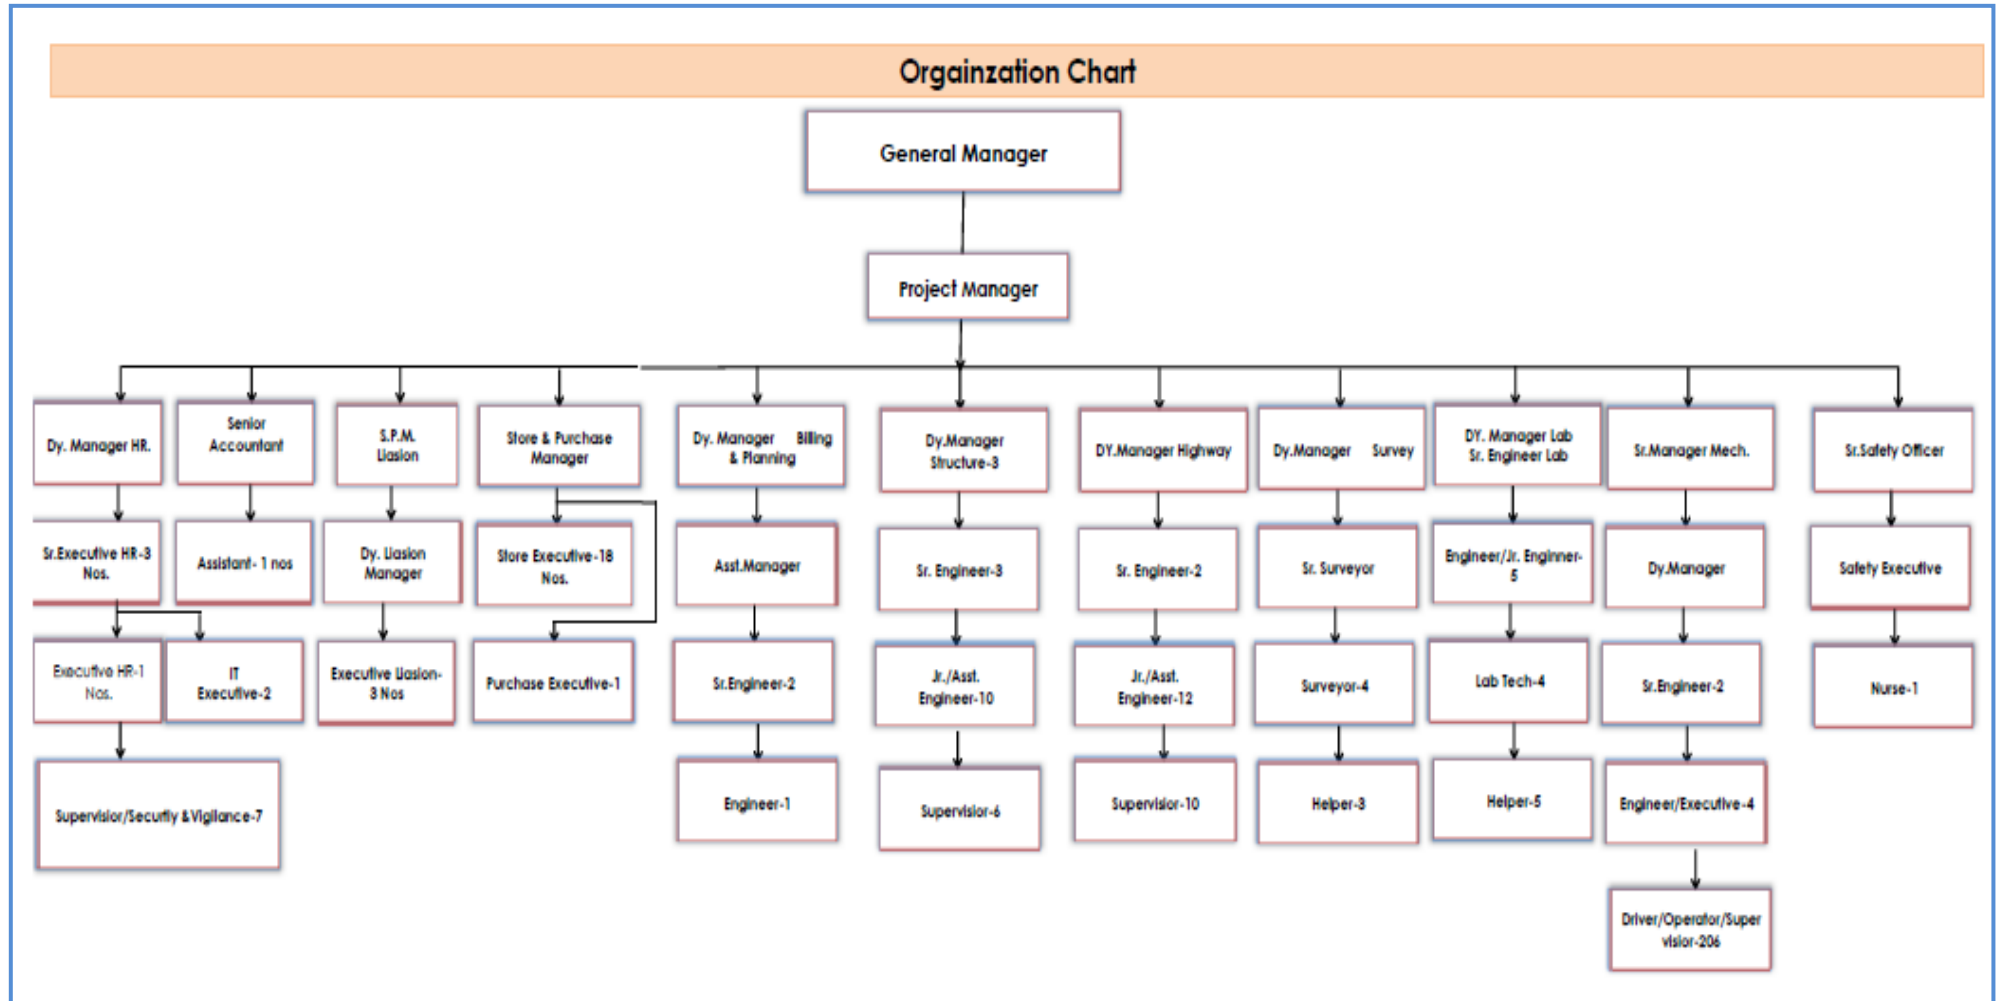 Orgainzation Chart
General Manager
Project Manager
Dy. Manager HR.
Senior
Accountant
S.P.M.
Liasion
Store & Purchase
Manager
Dy. Manager Billing
& Planning
Dy.Manager
Structure-3
DY.Manager Highway
Dy.Manager Survey
DY. Manager Lab
Sr. Engineer Lab
Sr.Manager Mech.
Sr.Safety Officer
Sr.Executive HR-3
Nos.
Assistant- 1 nos
Dy. Liasion
Manager
Store Executive-18
Nos.
Asst.Manager
Sr. Engineer-3
Sr. Engineer-2
Sr. Surveyor
Engineer/Jr. Enginner-
5
Dy.Manager
Safety Executive
Executive HR-1
Nos.
IT
Executive-2
Executive Liasion-
3 Nos
Purchase Executive-1
Sr.Engineer-2
Jr./Asst.
Engineer-10
Jr./Asst.
Engineer-12
Surveyor-4
Lab Tech-4
Sr.Engineer-2
Nurse-1
Supervisior/Securtiy &Vigilance-7
Engineer-1
Supervisior-6
Supervisior-10
Helper-3
Helper-5
Engineer/Executive-4
Driver/Operator/Super
visior-206